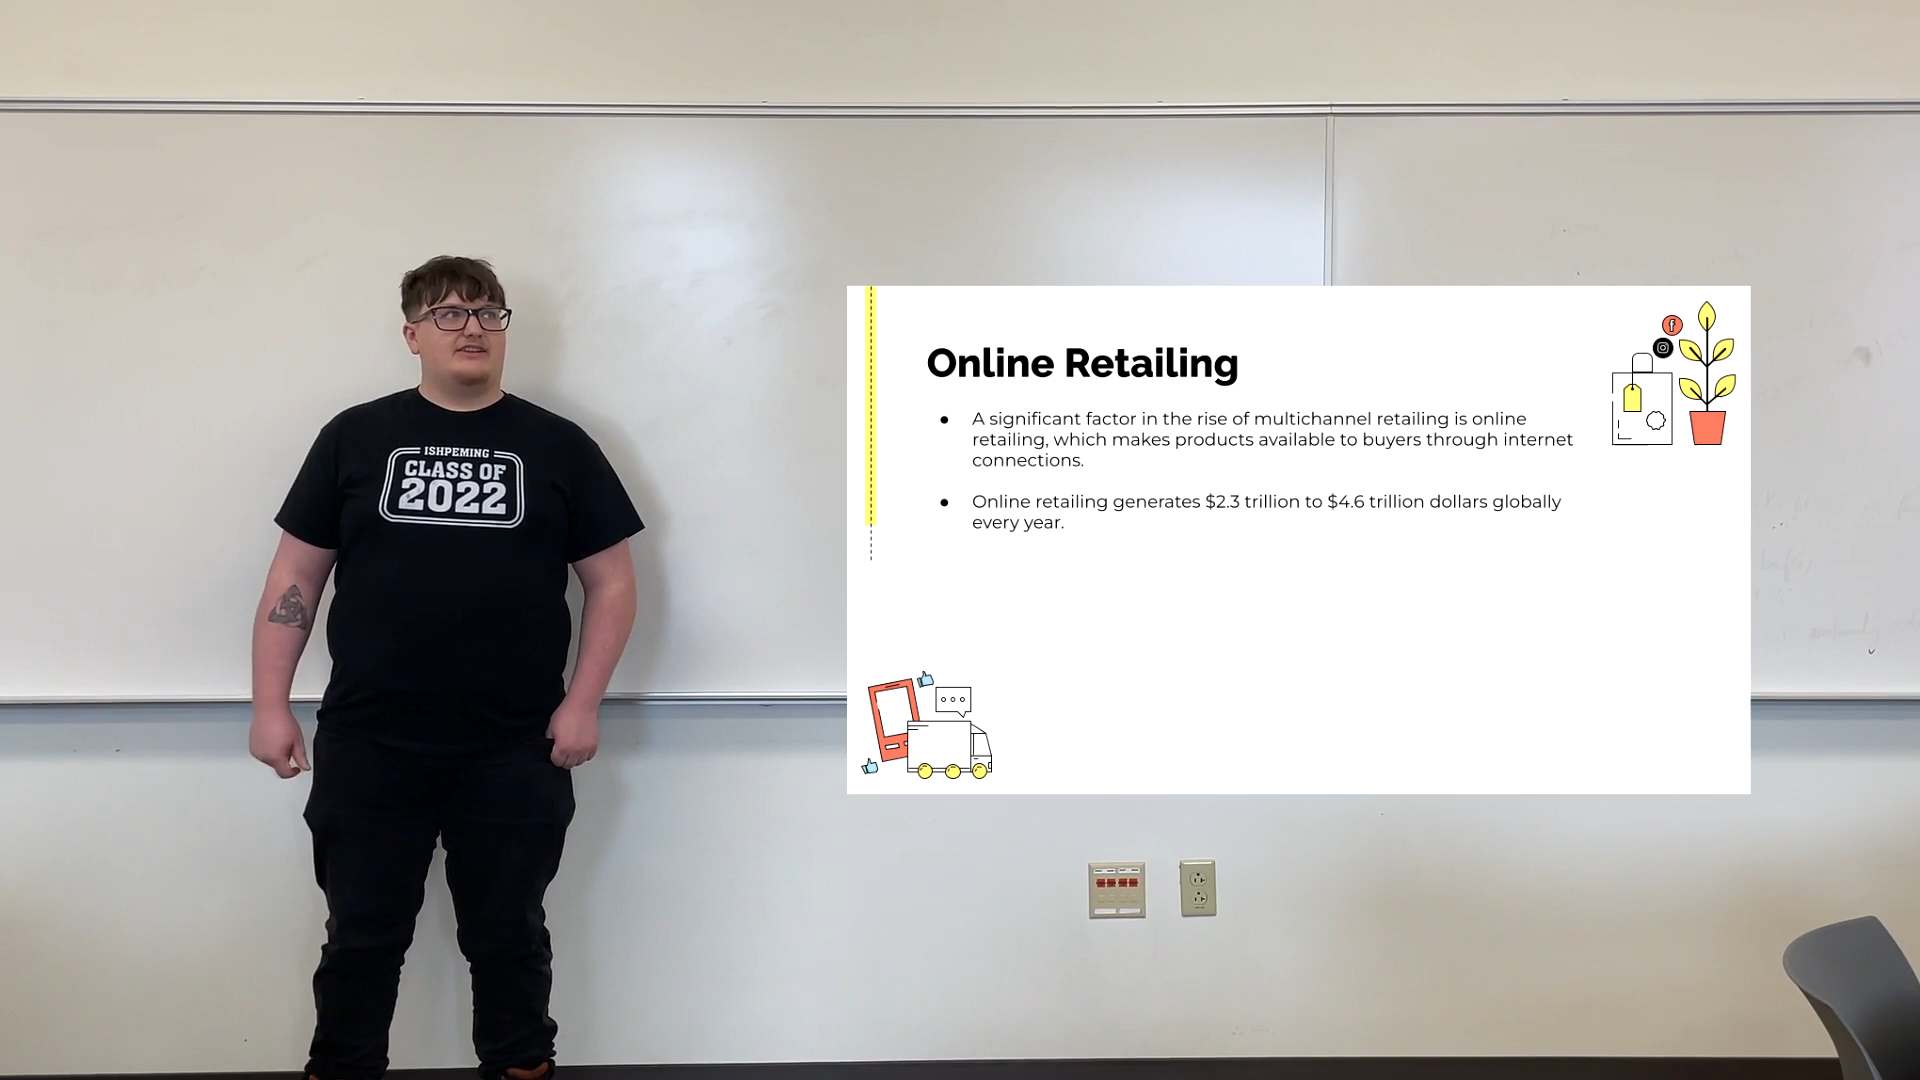 ISHPEMING
CLASS OF
2022
Online Retailing
● A significant factor in the rise of multichannel retailing is online
retailing, which makes products available to buyers through internet
connections.
● Online retailing generates $2.3 trillion to $4.6 trillion dollars globally
every year.